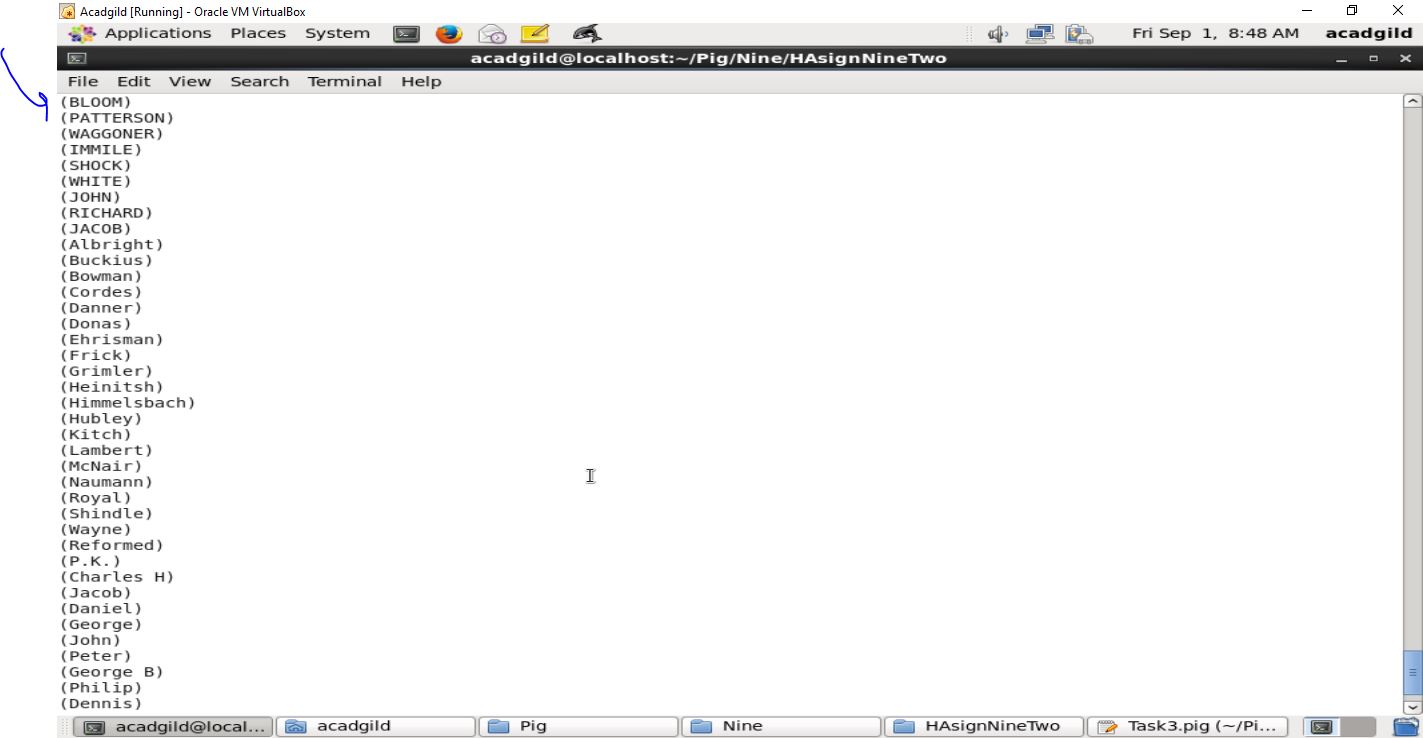 Acadgild [Running] - Oracle VM VirtualBox
Applications Places System Fri Sep 1, 8:48 AM acadgild
acadgild@localhost:~/Pig/Nine/HAsignNineTwo
File Edit View Search Terminal Help
(BLOOM)
(PATTERSON)
(WAGGONER)
(IMMILE)
(SHOCK)
(WHITE)
(JOHN)
(RICHARD)
(JACOB)
(Albright)
(Buckius)
(Bowman)
(Cordes)
(Danner)
(Donas)
(Ehrisman)
(Frick)
(Grimler)
(Heinitsh)
(Himmelsbach)
(Hubley)
(Kitch)
(Lambert)
(McNair)
(Naumann)
(Royal)
(Shindle)
(Wayne)
(Reformed)
(P.K.)
(Charles H)
(Jacob)
(Daniel)
(George)
(John)
(Peter)
(George B)
(Philip)
(Dennis)
acadgild@local... acadgild Pig Nine HAsignNineTwo Task3.pig (~/Pi...